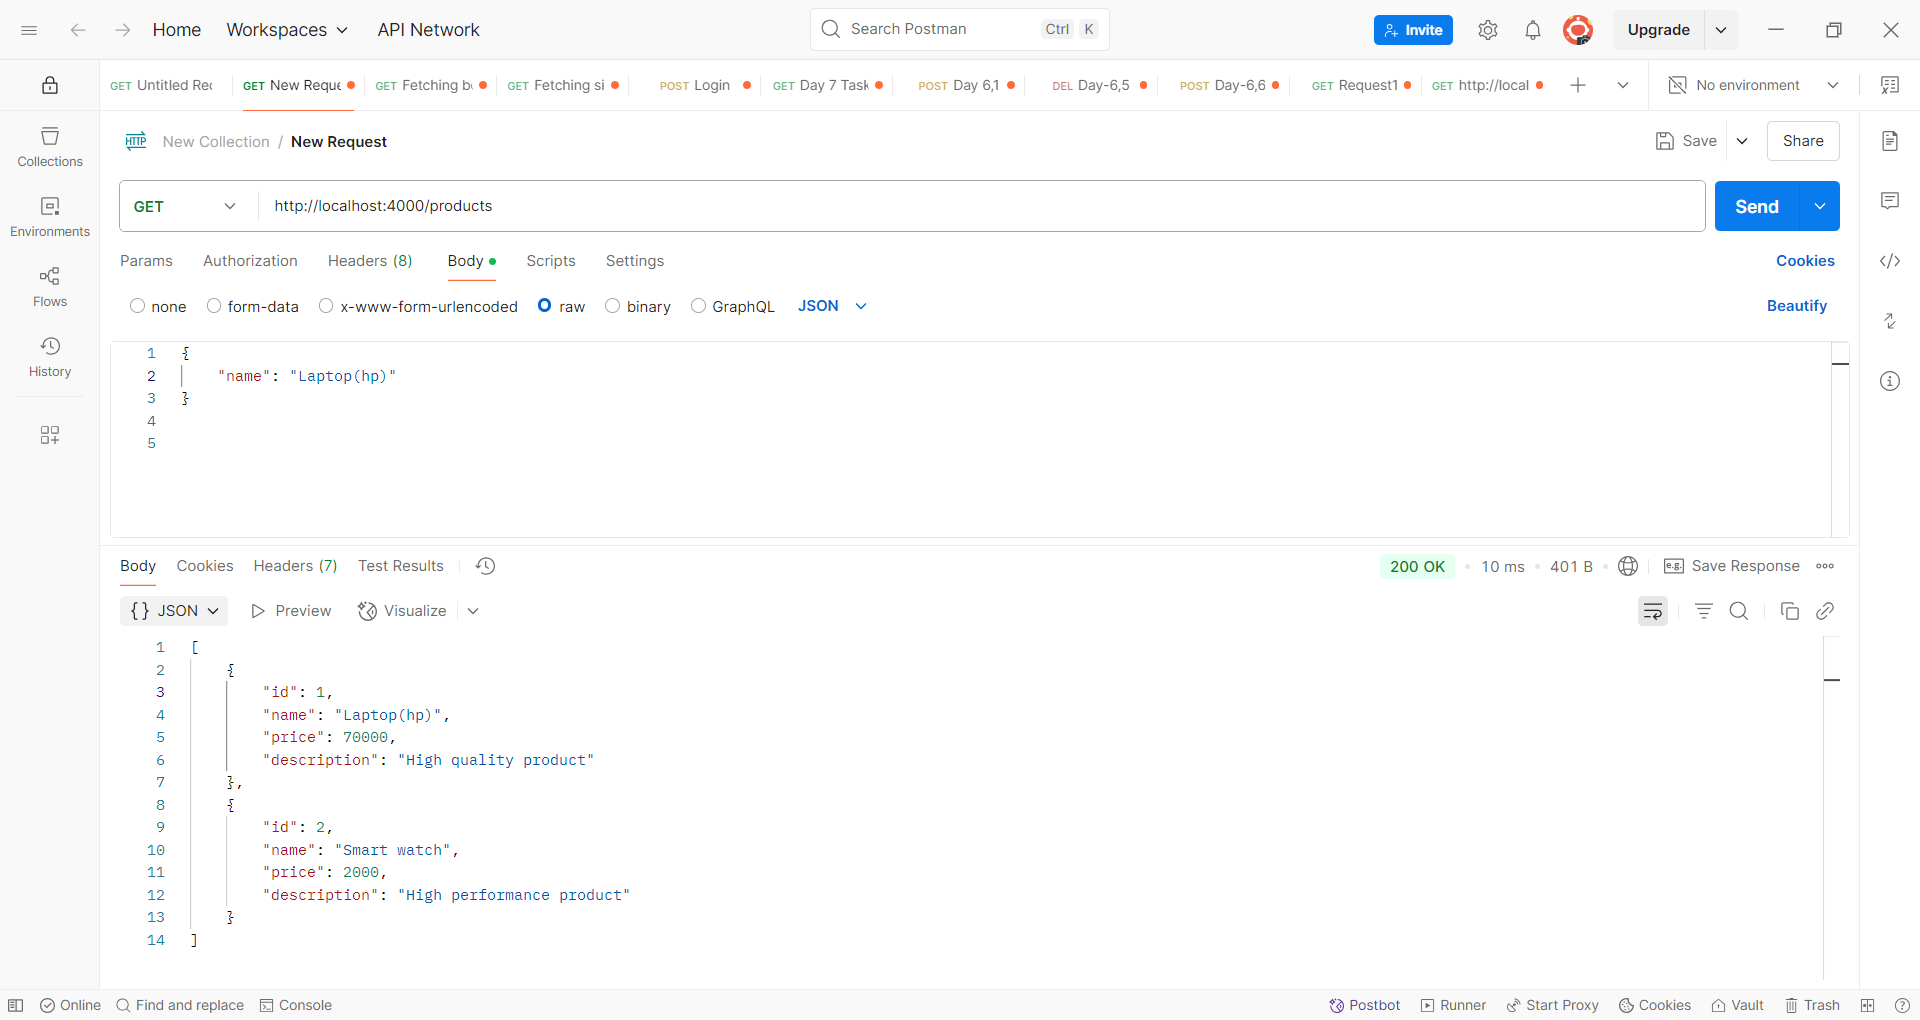 Home Workspaces API Network Search Postman Ctrl K Invite Upgrade
GET Untitled Rec GET New Reque GET Fetching b GET Fetching si POST Login GET Day 7 Task POST Day 6,1 DEL Day-6,5 POST Day-6,6 GET Request1 GET http://local No environment
HTTP New Collection / New Request Save Share
GET http://localhost:4000/products Send
Params Authorization Headers (8) Body Scripts Settings Cookies
none form-data x-www-form-urlencoded raw binary GraphQL JSON Beautify
Collections
Environments
Flows
History
1 {
2 "name": "Laptop(hp)"
3 }
4
5
Body Cookies Headers (7) Test Results 200 OK 10 ms 401 B e.g. Save Response
{} JSON Preview Visualize
1 [
2 {
3 "id": 1,
4 "name": "Laptop(hp)",
5 "price": 70000,
6 "description": "High quality product"
7 },
8 {
9 "id": 2,
10 "name": "Smart watch",
11 "price": 2000,
12 "description": "High performance product"
13 }
14 ]
Online Find and replace Console Postbot Runner Start Proxy Cookies Vault Trash